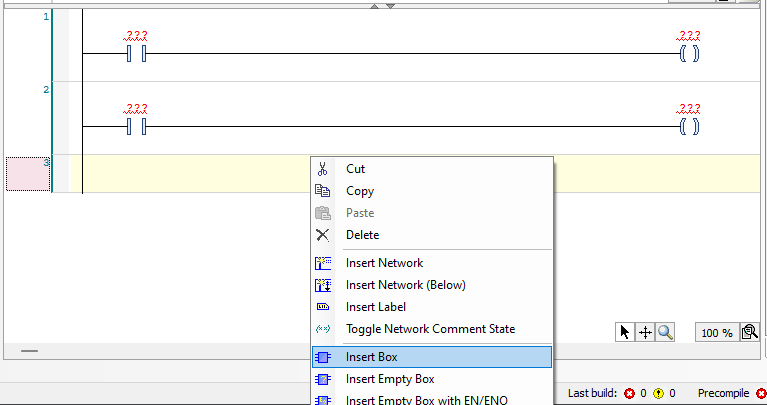 1
??? ???
2
??? ???
3
Cut
Copy
Paste
Delete
Insert Network
Insert Network (Below)
Insert Label
Toggle Network Comment State
100 %
Insert Box
Insert Empty Box
Insert Empty Box with EN/ENO
Last build: 0 0 Precompile